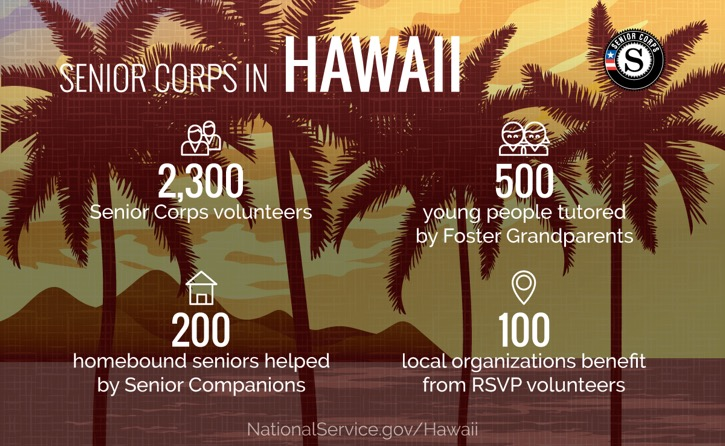 SENIOR CORPS IN HAWAII
SENIOR CORPS
S
2,300
Senior Corps volunteers
500
young people tutored
by Foster Grandparents
200
homebound seniors helped
by Senior Companions
100
local organizations benefit
from RSVP volunteers
NationalService.gov/Hawaii